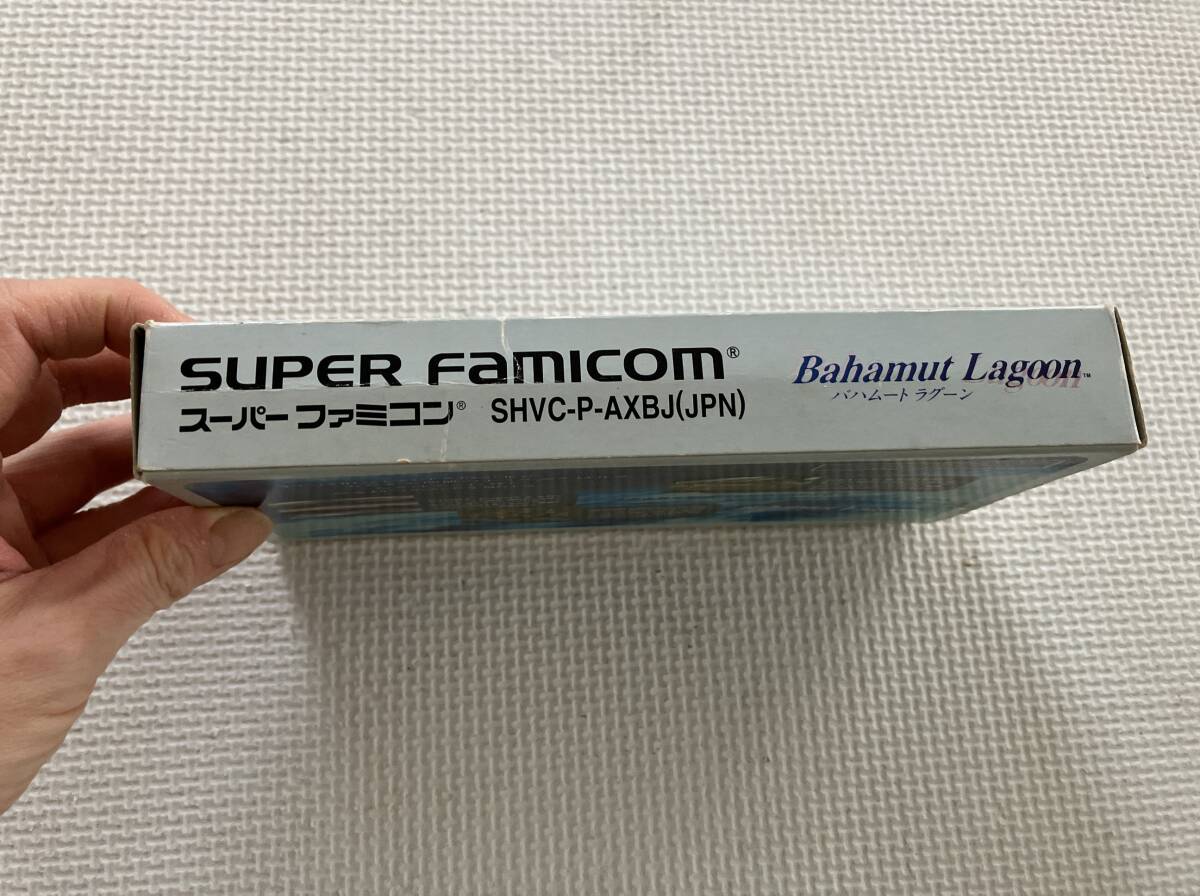 SUPER FAMICOM®
スーパーファミコン® SHVC-P-AXBJ(JPN)
Bahamut Lagoon™
バハムート ラグーン